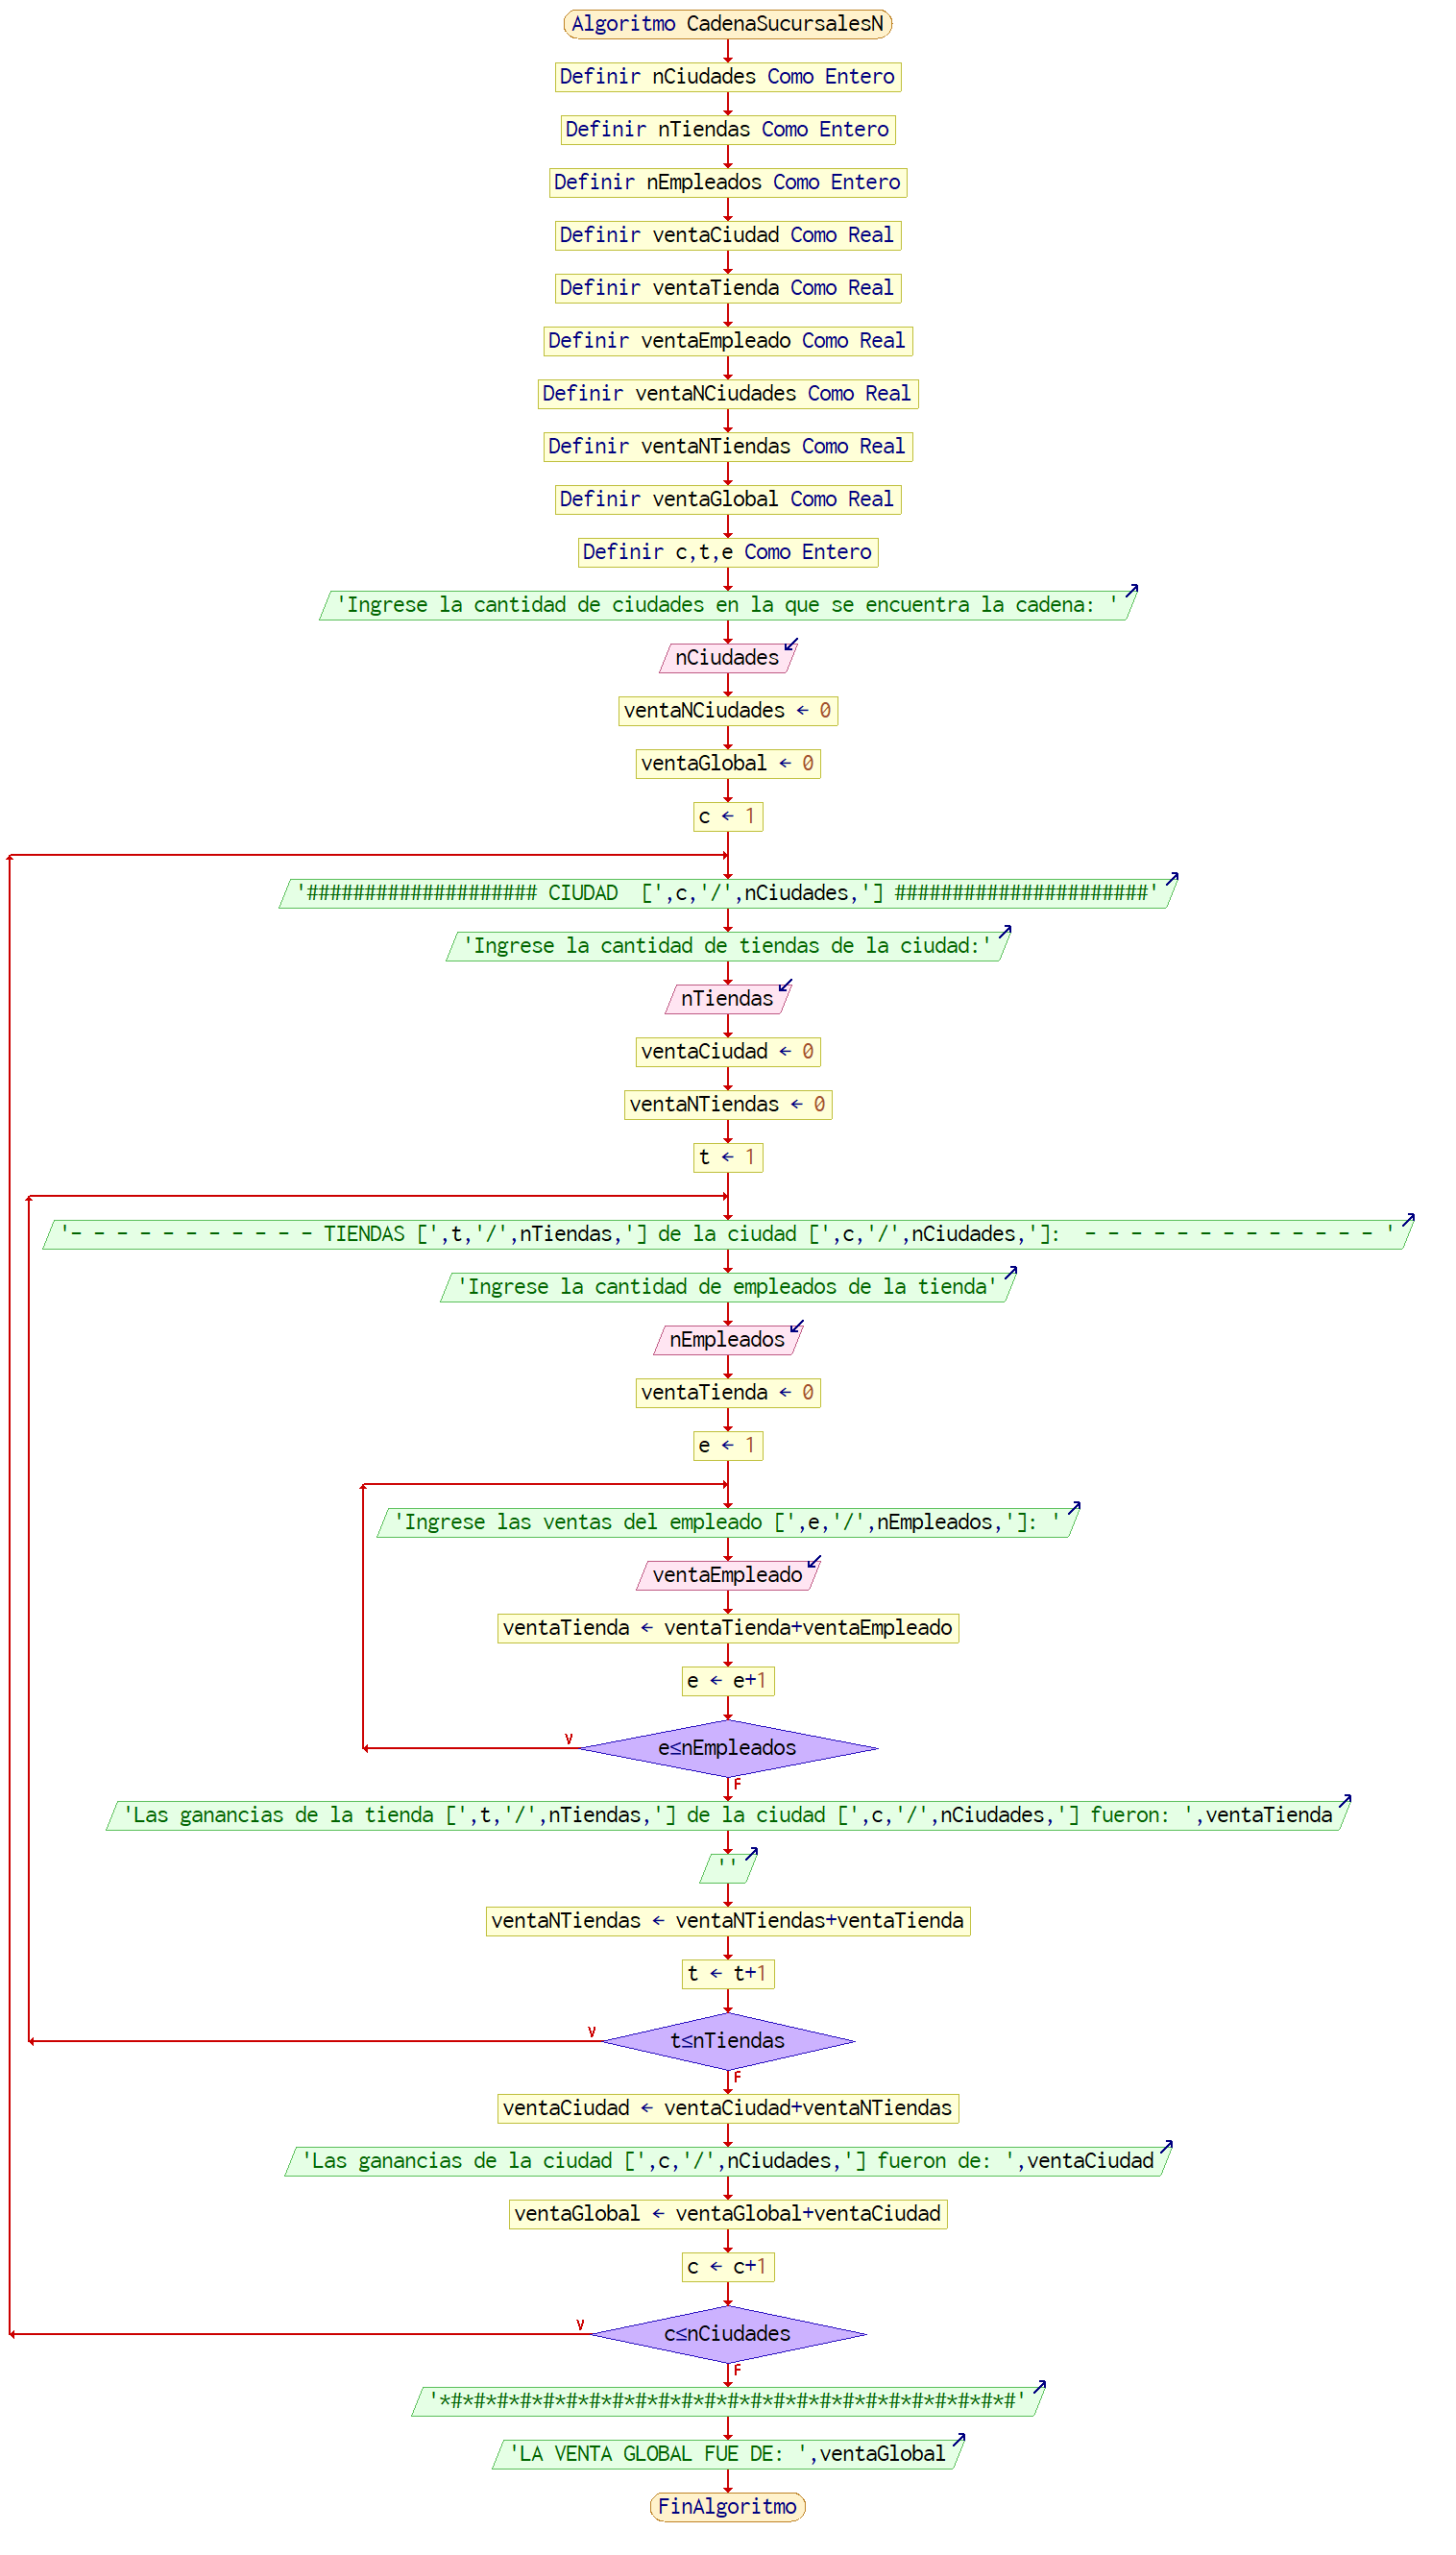 Algoritmo CadenaSucursalesN
Definir nCiudades Como Entero
Definir nTiendas Como Entero
Definir nEmpleados Como Entero
Definir ventaCiudad Como Real
Definir ventaTienda Como Real
Definir ventaEmpleado Como Real
Definir ventaNCiudades Como Real
Definir ventaNTiendas Como Real
Definir ventaGlobal Como Real
Definir c,t,e Como Entero
'Ingrese la cantidad de ciudades en la que se encuentra la cadena: '
nCiudades
ventaNCiudades ← 0
ventaGlobal ← 0
c ← 1
'#################### CIUDAD  [',c,'/',nCiudades,'] ######################'
'Ingrese la cantidad de tiendas de la ciudad:'
nTiendas
ventaCiudad ← 0
ventaNTiendas ← 0
t ← 1
'- - - - - - - - - - - TIENDAS [',t,'/',nTiendas,'] de la ciudad [',c,'/',nCiudades,']:  - - - - - - - - - - - - - '
'Ingrese la cantidad de empleados de la tienda'
nEmpleados
ventaTienda ← 0
e ← 1
'Ingrese las ventas del empleado [',e,'/',nEmpleados,']: '
ventaEmpleado
ventaTienda ← ventaTienda+ventaEmpleado
e ← e+1
V
e≤nEmpleados
F
'Las ganancias de la tienda [',t,'/',nTiendas,'] de la ciudad [',c,'/',nCiudades,'] fueron: ',ventaTienda
''
ventaNTiendas ← ventaNTiendas+ventaTienda
t ← t+1
V
t≤nTiendas
F
ventaCiudad ← ventaCiudad+ventaNTiendas
'Las ganancias de la ciudad [',c,'/',nCiudades,'] fueron de: ',ventaCiudad
ventaGlobal ← ventaGlobal+ventaCiudad
c ← c+1
V
c≤nCiudades
F
'*#*#*#*#*#*#*#*#*#*#*#*#*#*#*#*#*#*#*#*#*#*#*#*#*#'
'LA VENTA GLOBAL FUE DE: ',ventaGlobal
FinAlgoritmo